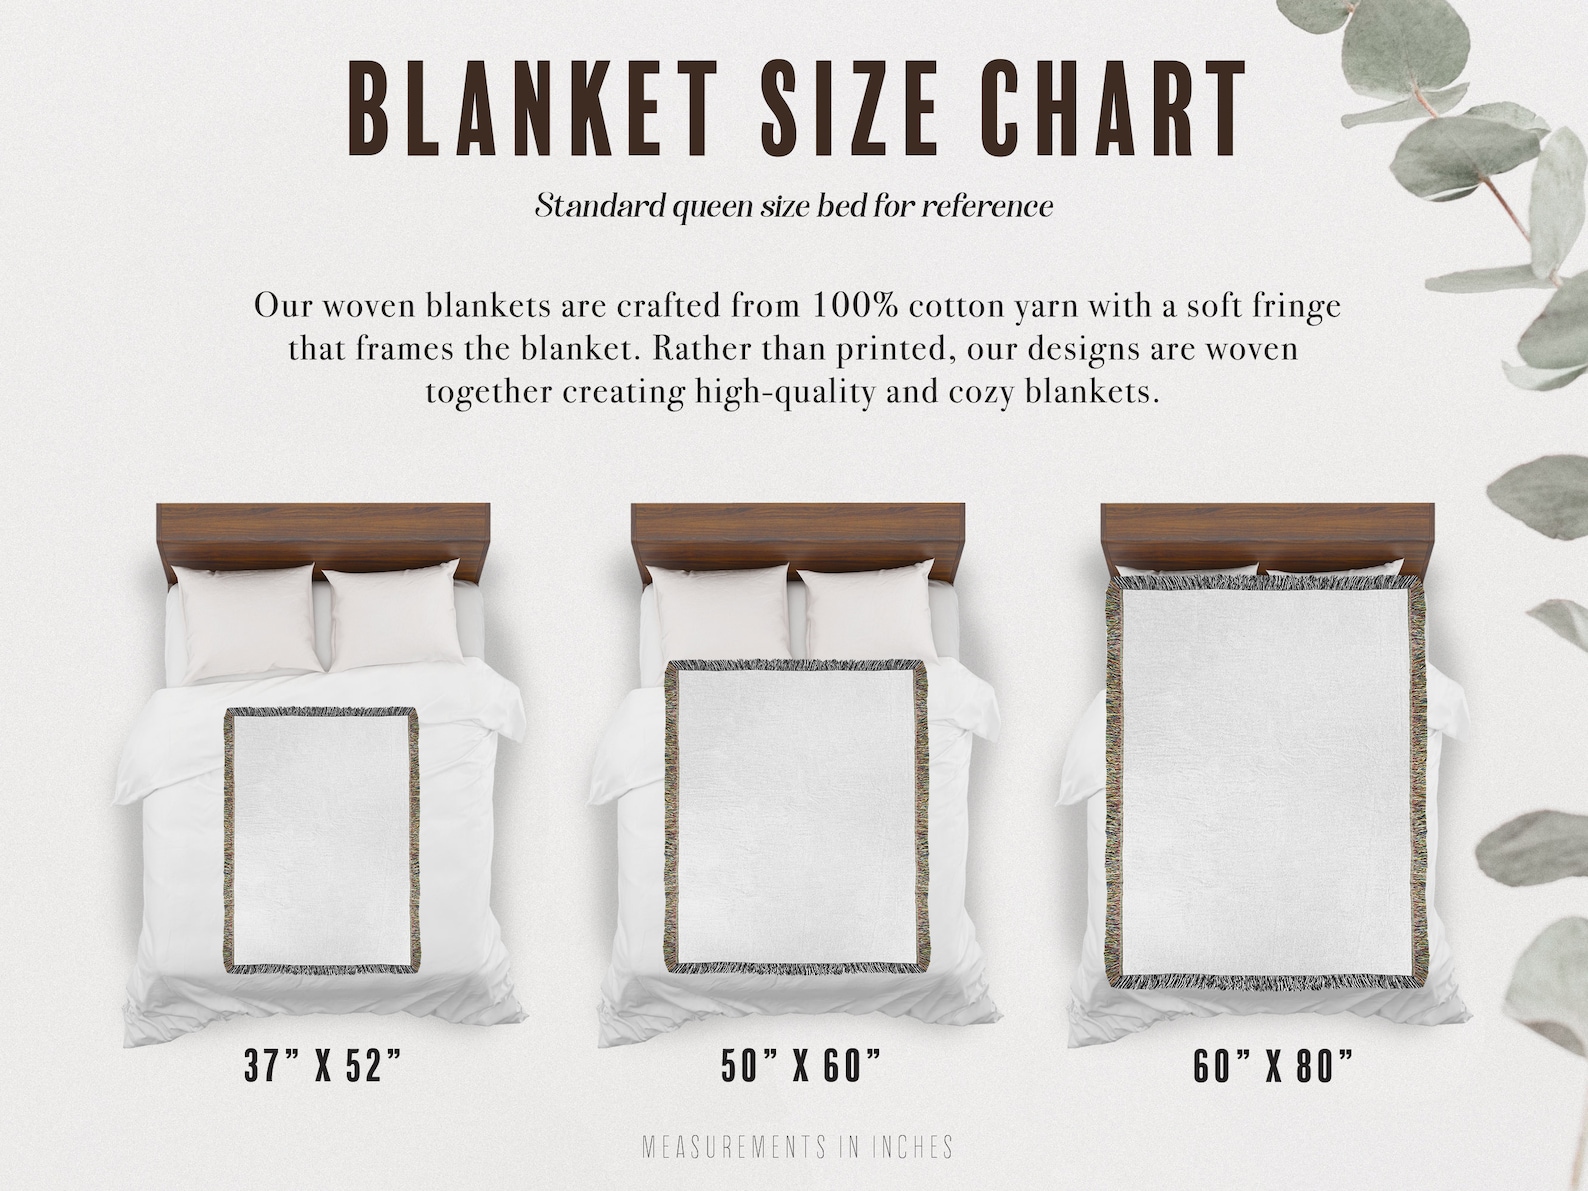 BLANKET SIZE CHART
Standard queen size bed for reference
Our woven blankets are crafted from 100% cotton yarn with a soft fringe
that frames the blanket. Rather than printed, our designs are woven
together creating high-quality and cozy blankets.
37” X 52”
50” X 60”
60” X 80”
MEASUREMENTS IN INCHES